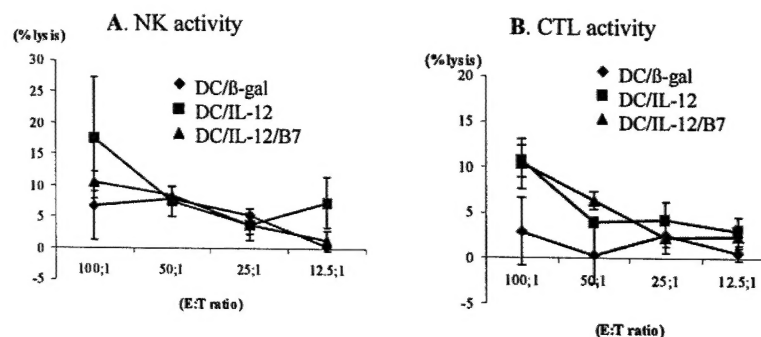 A. NK activity
(% lysis)
30
25
20
15
10
5
0
-5
DC/ß-gal
DC/IL-12
DC/IL-12/B7
100;1
50;1
25;1
12.5;1
(E:T ratio)
B. CTL activity
(% lysis)
20
15
10
5
0
-5
DC/ß-gal
DC/IL-12
DC/IL-12/B7
100;1
50;1
25;1
12.5;1
(E:T ratio)